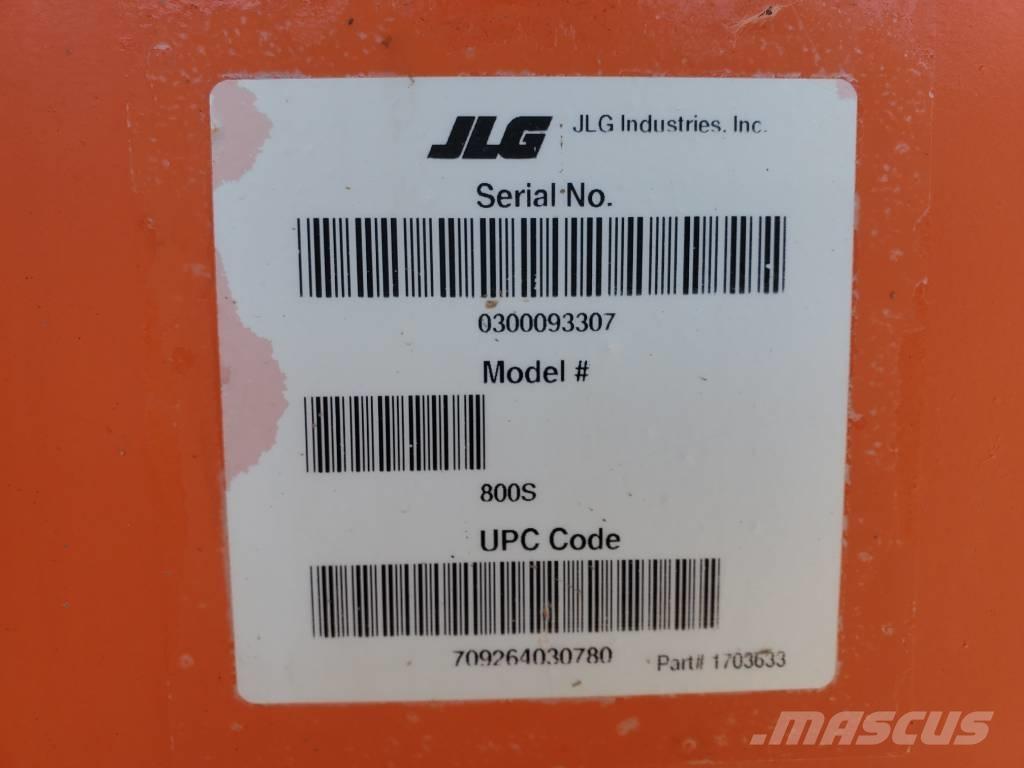 JLG JLG Industries, Inc.
Serial No.
0300093307
Model #
800S
UPC Code
709264030780 Part# 1703633
MASCUS